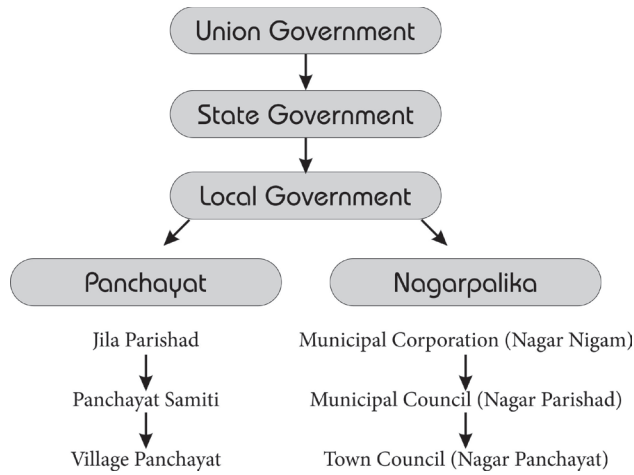 Union Government
State Government
Local Government
Panchayat
Nagarpalika
Jila Parishad
Municipal Corporation (Nagar Nigam)
Panchayat Samiti
Municipal Council (Nagar Parishad)
Village Panchayat
Town Council (Nagar Panchayat)